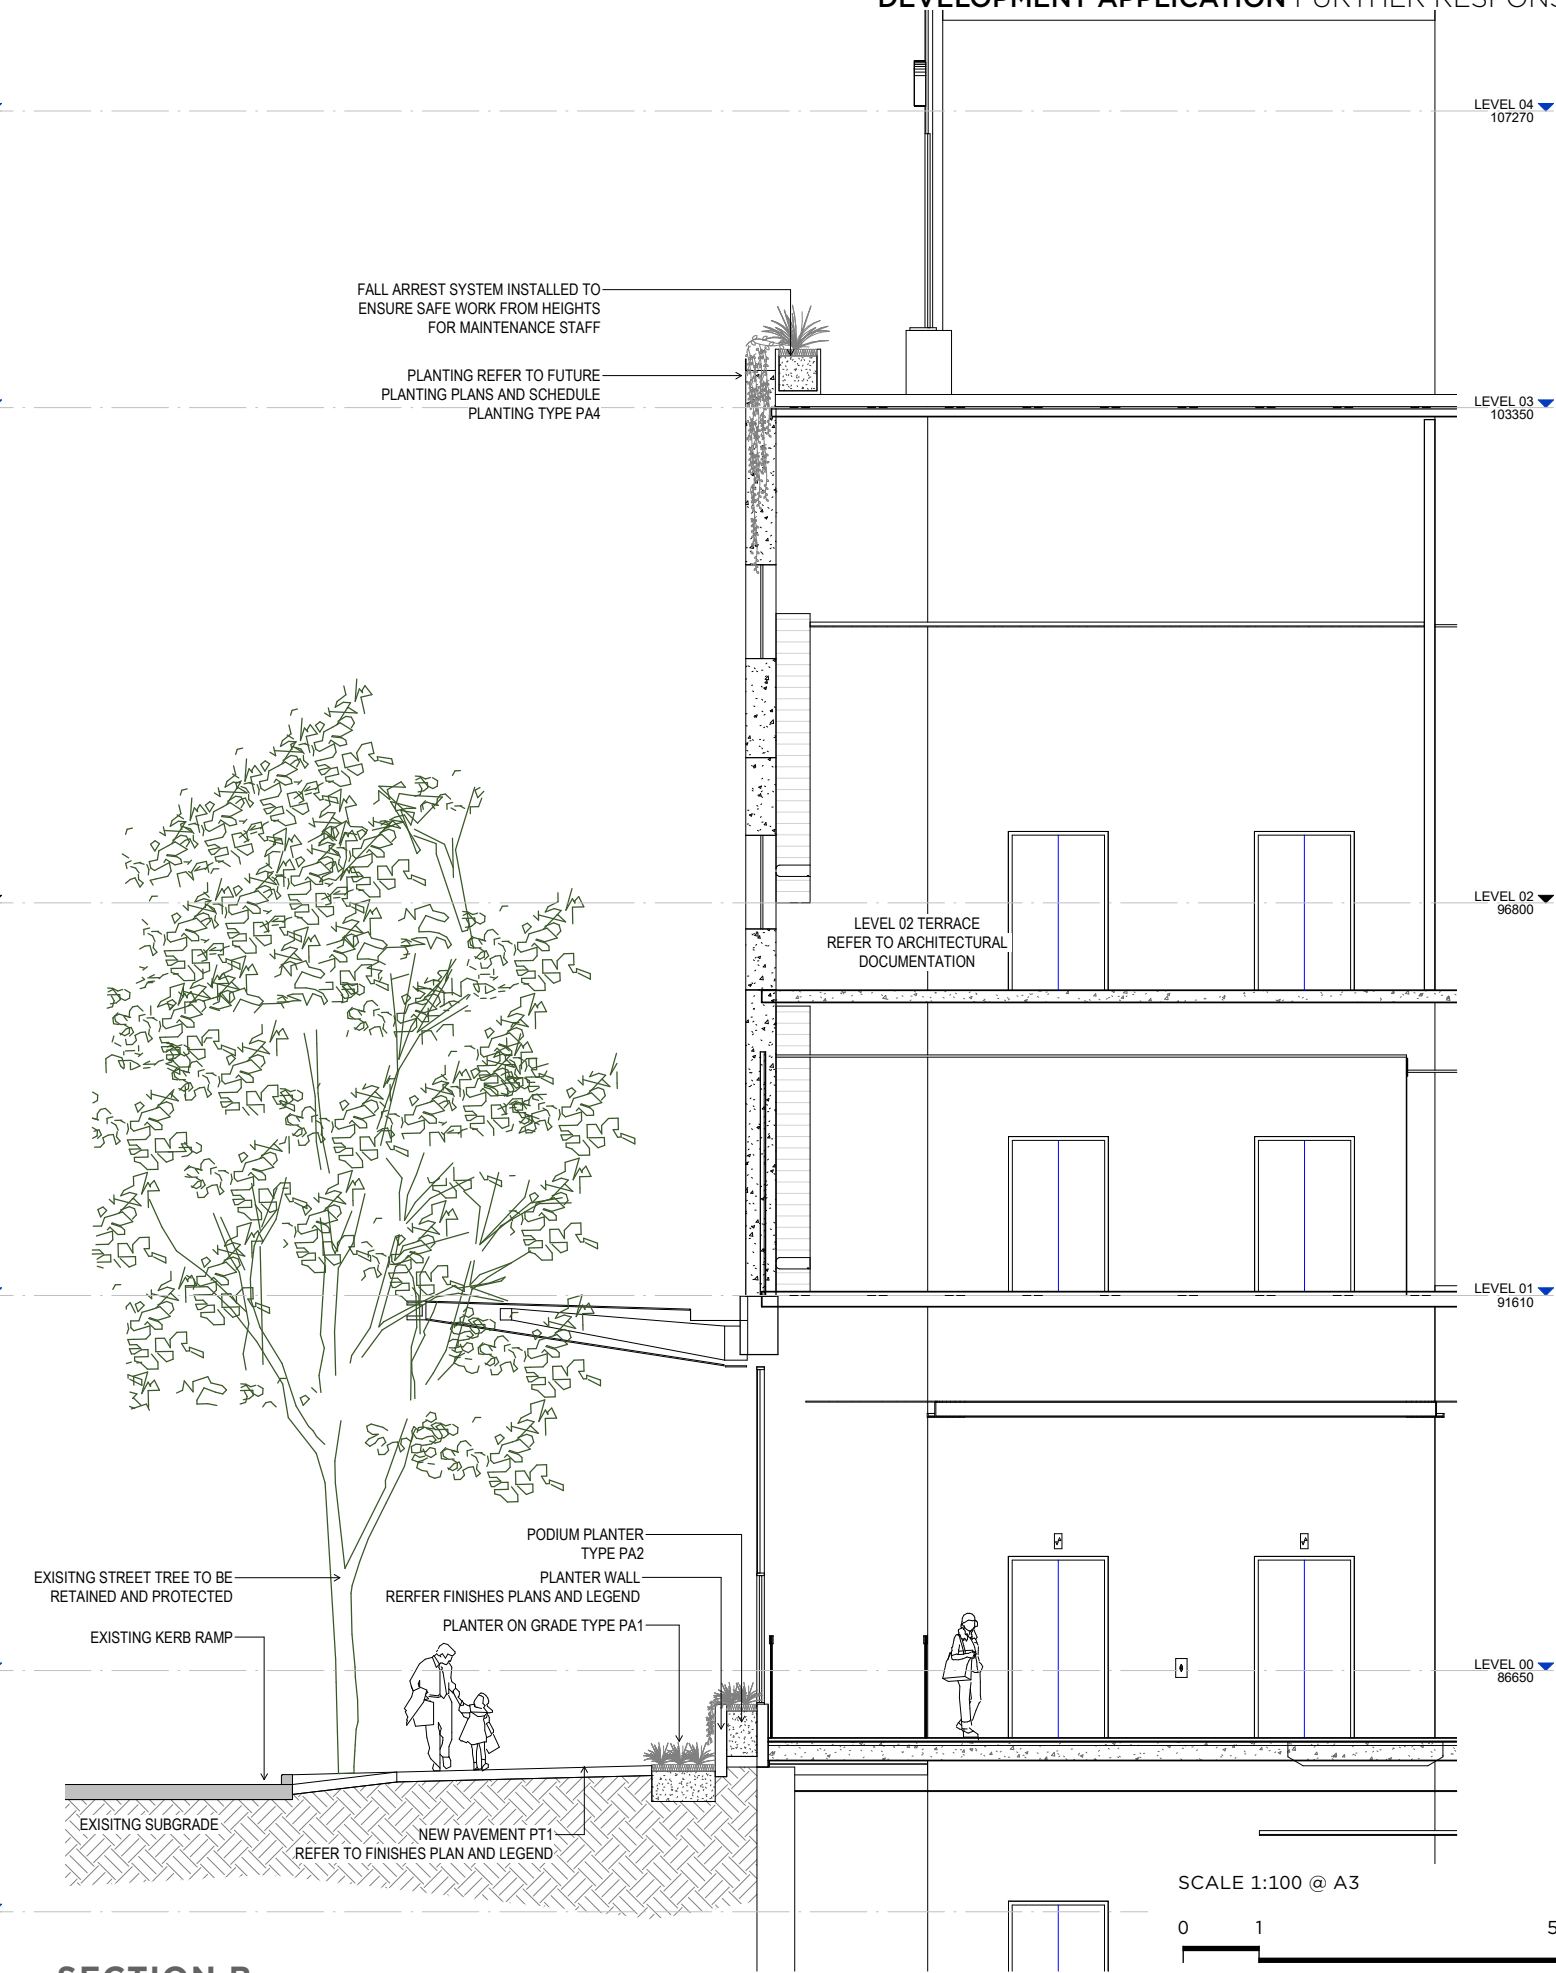 DEVELOPMENT APPLICATION FURTHER RESPONS
LEVEL 04
107270
FALL ARREST SYSTEM INSTALLED TO
ENSURE SAFE WORK FROM HEIGHTS
FOR MAINTENANCE STAFF
PLANTING REFER TO FUTURE
PLANTING PLANS AND SCHEDULE
PLANTING TYPE PA4
LEVEL 03
103350
LEVEL 02
96800
LEVEL 02 TERRACE
REFER TO ARCHITECTURAL
DOCUMENTATION
LEVEL 01
91610
PODIUM PLANTER
TYPE PA2
EXISITNG STREET TREE TO BE
RETAINED AND PROTECTED
PLANTER WALL
RERFER FINISHES PLANS AND LEGEND
PLANTER ON GRADE TYPE PA1
EXISTING KERB RAMP
LEVEL 00
86650
EXISITNG SUBGRADE
NEW PAVEMENT PT1
REFER TO FINISHES PLAN AND LEGEND
SCALE 1:100 @ A3
0 1 5
SECTION B